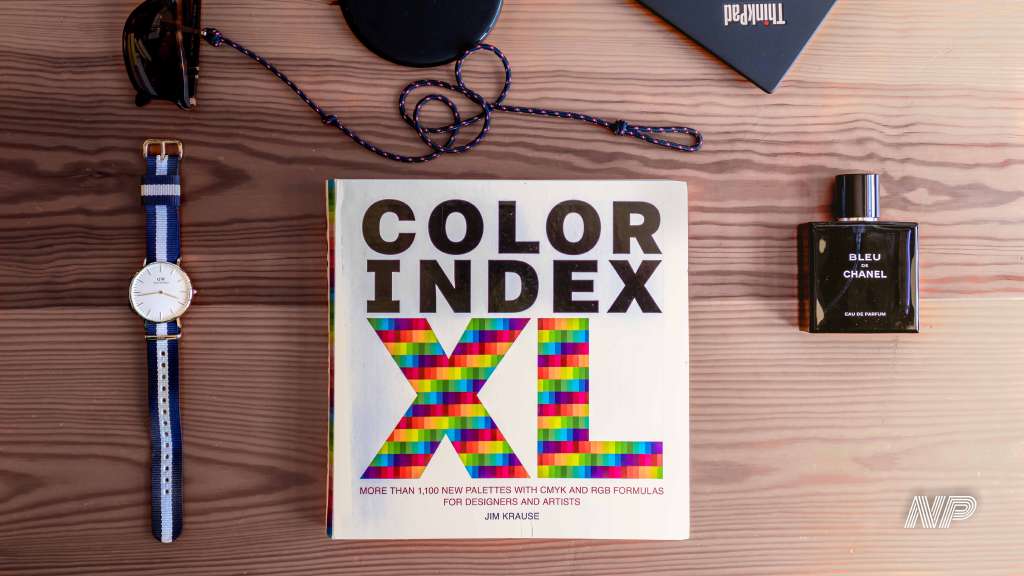 ThinkPad
COLOR
INDEX
XL
MORE THAN 1,100 NEW PALETTES WITH CMYK AND RGB FORMULAS
FOR DESIGNERS AND ARTISTS
JIM KRAUSE
BLEU
DE
CHANEL
EAU DE PARFUM
NP